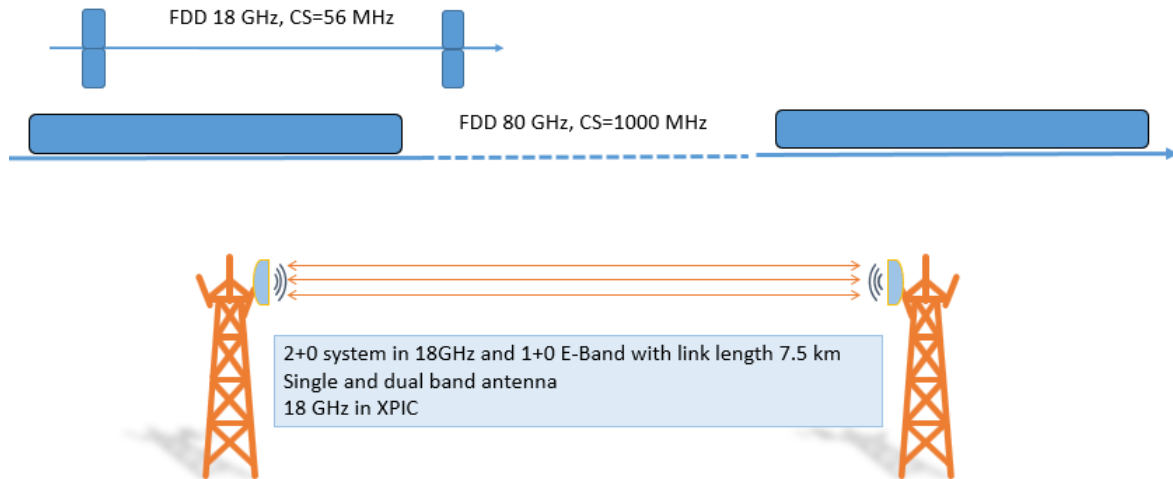 FDD 18 GHz, CS=56 MHz
FDD 80 GHz, CS=1000 MHz
2+0 system in 18GHz and 1+0 E-Band with link length 7.5 km
Single and dual band antenna
18 GHz in XPIC